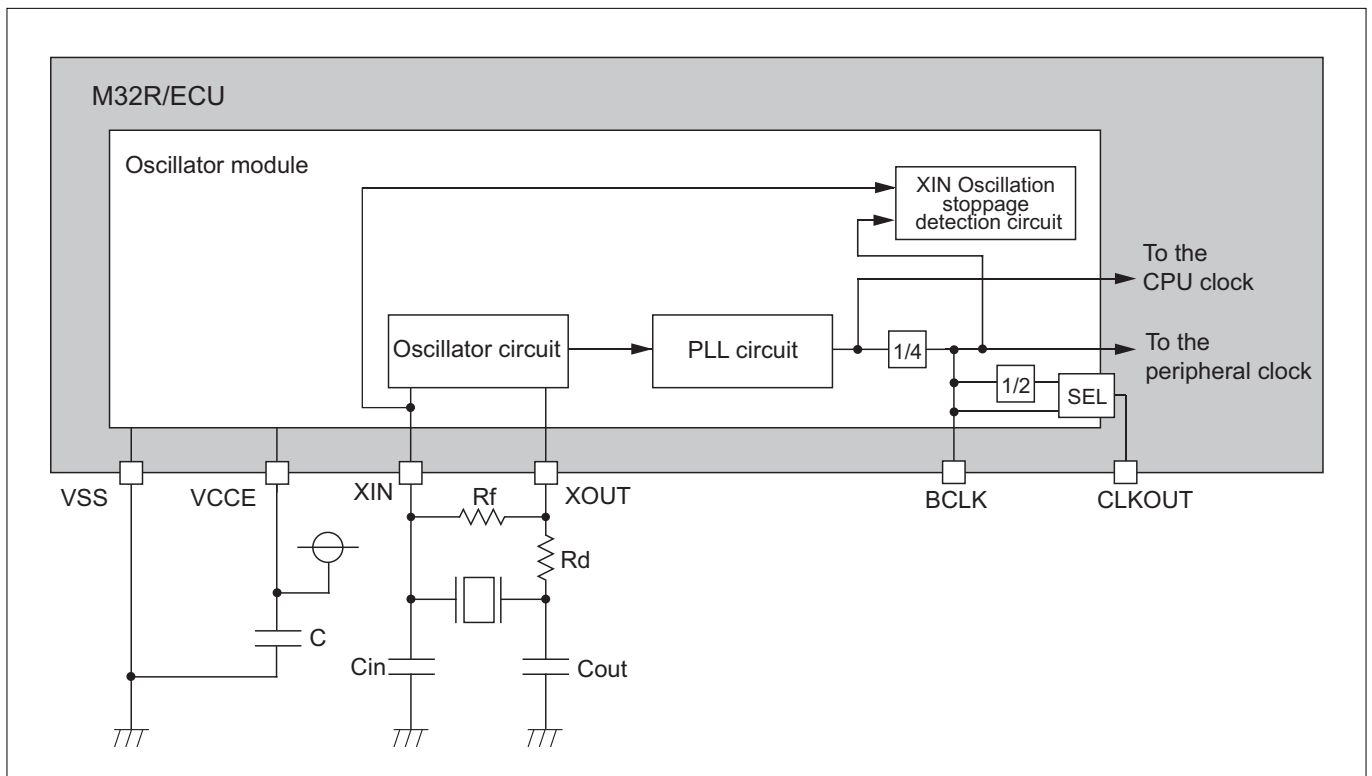 M32R/ECU
Oscillator module
XIN Oscillation
stoppage
detection circuit
To the
CPU clock
Oscillator circuit
PLL circuit
1/4
To the
peripheral clock
1/2
SEL
VSS
VCCE
XIN
Rf
XOUT
BCLK
CLKOUT
Rd
C
Cin
Cout